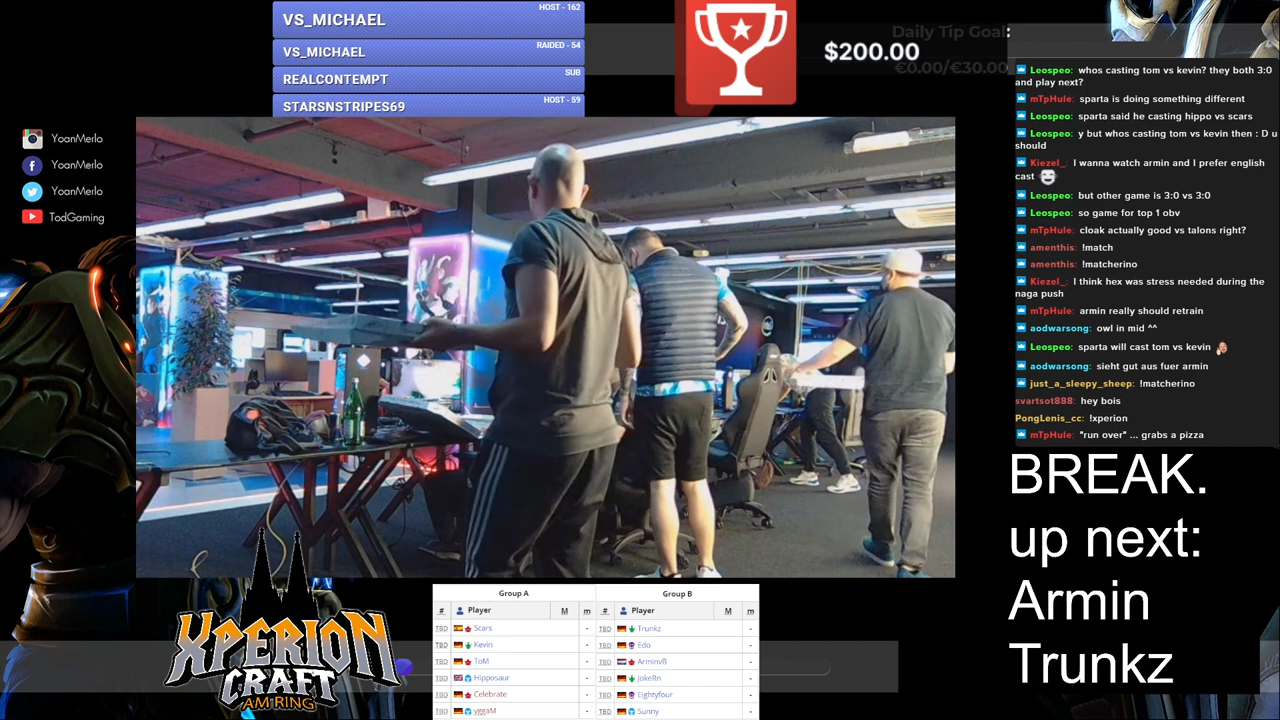 HOST - 162
VS_MICHAEL
RAIDED - 54
VS_MICHAEL
SUB
REALCONTEMPT
HOST - 59
STARSNSTRIPES69
$200.00
Daily Tip Goal:
€0.00/€30.00
YoanMerlo
YoanMerlo
YoanMerlo
TodGaming
Leospeo: whos casting tom vs kevin? they both 3:0
and play next?
mTpHule: sparta is doing something different
Leospeo: sparta said he casting hippo vs scars
Leospeo: y but whos casting tom vs kevin then : D u
should
Kiezel_: I wanna watch armin and I prefer english
cast
Leospeo: but other game is 3:0 vs 3:0
Leospeo: so game for top 1 obv
mTpHule: cloak actually good vs talons right?
amenthis: !match
amenthis: !matcherino
Kiezel_: I think hex was stress needed during the
naga push
mTpHule: armin really should retrain
aodwarsong: owl in mid ^^
Leospeo: sparta will cast tom vs kevin
aodwarsong: sieht gut aus fuer armin
just_a_sleepy_sheep: !matcherino
svartsot888: hey bois
PongLenis_cc: !xperion
mTpHule: "run over" ... grabs a pizza
BREAK.
up next:
Armin
Trunkz
XPERION
CRAFT
AM RING
Group A
# Player M m
TBD Scars -
TBD Kevin -
TBD ToM -
TBD Hipposaur -
TBD Celebrate -
TBD yggaM -
Group B
# Player M m
TBD Trunkz -
TBD Edo -
TBD Arminvß -
TBD JokeRn -
TBD Eightyfour -
TBD Sunny -